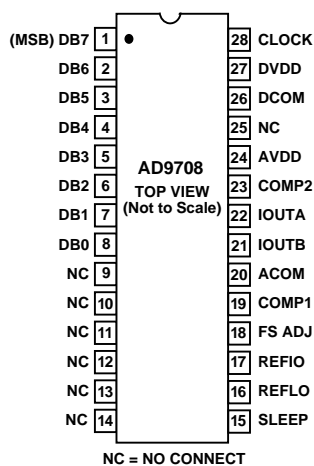 (MSB) DB7 1 28 CLOCK
DB6 2 27 DVDD
DB5 3 26 DCOM
DB4 4 25 NC
DB3 5 24 AVDD
DB2 6 23 COMP2
DB1 7 22 IOUTA
DB0 8 21 IOUTB
NC 9 20 ACOM
NC 10 19 COMP1
NC 11 18 FS ADJ
NC 12 17 REFIO
NC 13 16 REFLO
NC 14 15 SLEEP
AD9708
TOP VIEW
(Not to Scale)
NC = NO CONNECT